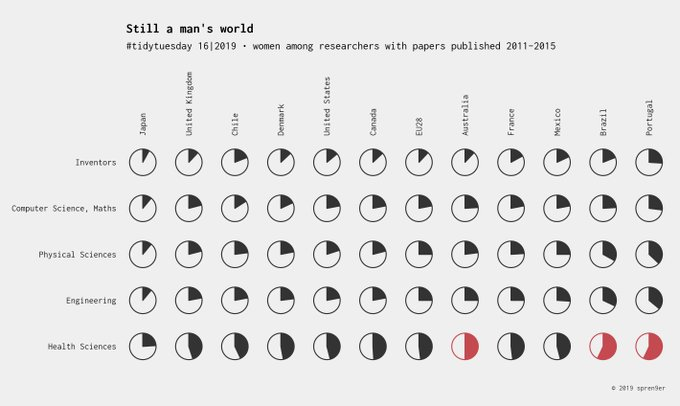 Still a man's world
#tidytuesday 16|2019 • women among researchers with papers published 2011–2015
Japan
United Kingdom
Chile
Denmark
United States
Canada
EU28
Australia
France
Mexico
Brazil
Portugal
Inventors
Computer Science, Maths
Physical Sciences
Engineering
Health Sciences
© 2019 spren9er